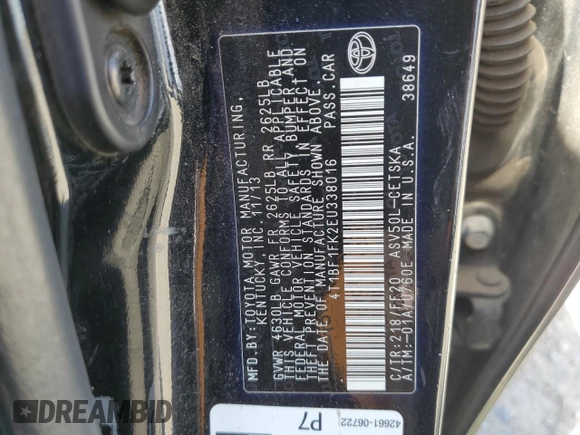 MFD.BY:TOYOTA MOTOR MANUFACTURING,
KENTUCKY, INC. 11/13
GVWR 4630LB GAWR FR 2625LB RR 2625LB
THIS VEHICLE CONFORMS TO ALL APPLICABLE
FEDERAL MOTOR VEHICLE SAFETY, BUMPER, AND
THEFT PREVENTION STANDARDS IN EFFECT ON
THE DATE OF MANUFACTURE SHOWN ABOVE.
4T1BF1FK2EU338016 PASS.CAR
C/TR:218/FF20 ASV50L-CETSKA
A/TM:-01A/U760E MADE IN U.S.A. 38649
42661-06722
P7
DREAMBID